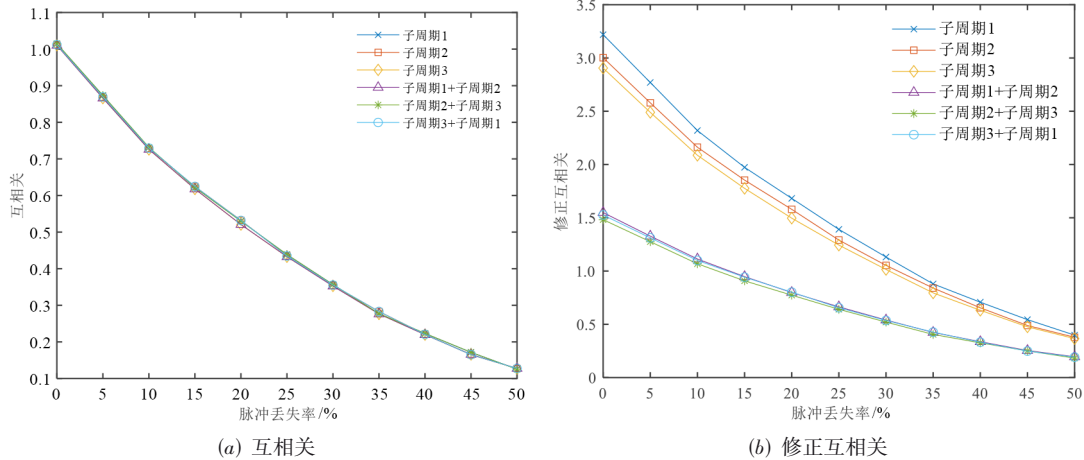 1.1
1.0
0.9
0.8
0.7
0.6
0.5
0.4
0.3
0.2
0.1
互相关
子周期1
子周期2
子周期3
子周期1+子周期2
子周期2+子周期3
子周期3+子周期1
0 5 10 15 20 25 30 35 40 45 50
脉冲丢失率/%
(a) 互相关
3.5
3.0
2.5
2.0
1.5
1.0
0.5
0
修正互相关
子周期1
子周期2
子周期3
子周期1+子周期2
子周期2+子周期3
子周期3+子周期1
0 5 10 15 20 25 30 35 40 45 50
脉冲丢失率/%
(b) 修正互相关